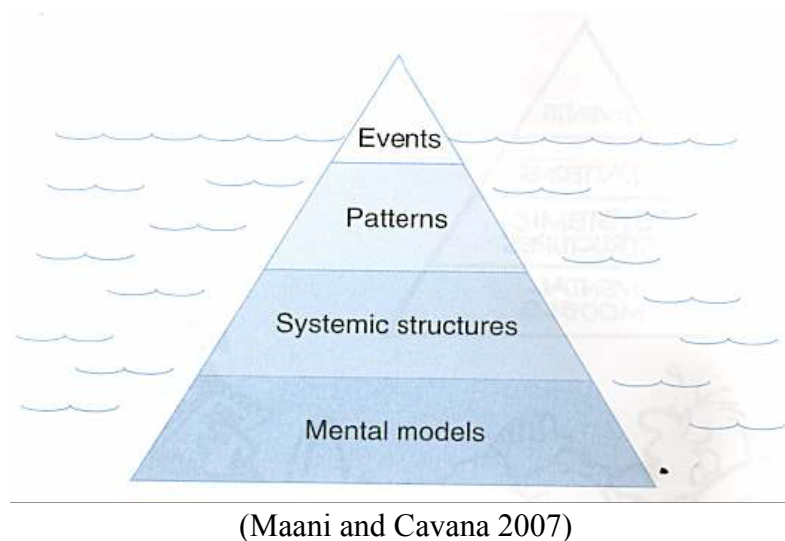 Events
Patterns
Systemic structures
Mental models
(Maani and Cavana 2007)